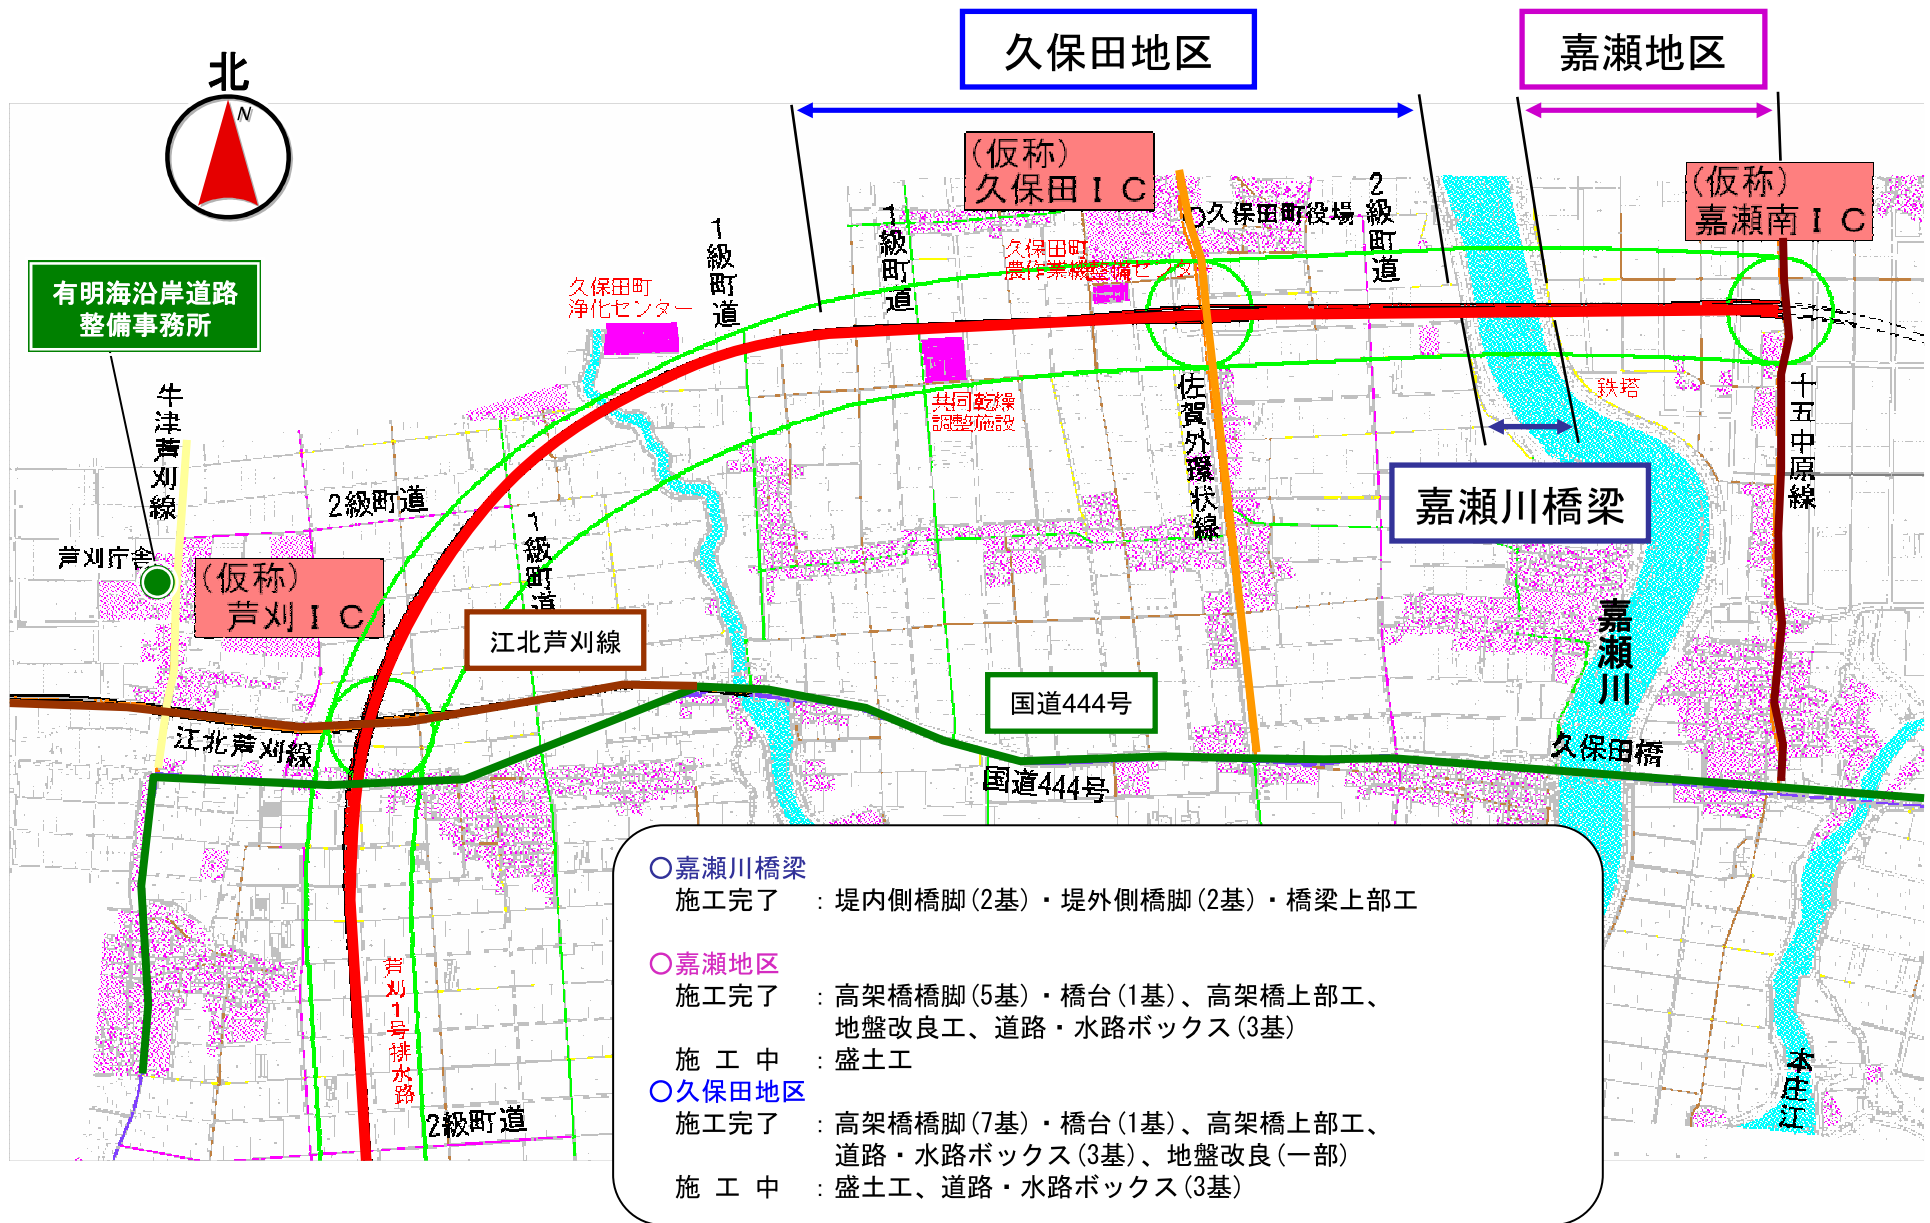 久保田地区
嘉瀬地区
北
N
(仮称)
久保田ＩＣ
(仮称)
嘉瀬南ＩＣ
久保田町役場
2級町道
1級町道
1級町道
久保田町
農作業機整備センター
久保田町
浄化センター
有明海沿岸道路
整備事務所
牛津芦刈線
共同乾燥
調整施設
佐賀外環状線
鉄塔
十五中原線
嘉瀬川橋梁
2級町道
1級町道
芦刈庁舎
(仮称)
芦刈ＩＣ
江北芦刈線
国道444号
嘉瀬川
江北芦刈線
久保田橋
国道444号
芦刈1号排水路
2級町道
本庄江
○嘉瀬川橋梁
施工完了 ：堤内側橋脚(2基)・堤外側橋脚(2基)・橋梁上部工
○嘉瀬地区
施工完了 ：高架橋橋脚(5基)・橋台(1基)、高架橋上部工、
地盤改良工、道路・水路ボックス(3基)
施 工 中 ：盛土工
○久保田地区
施工完了 ：高架橋橋脚(7基)・橋台(1基)、高架橋上部工、
道路・水路ボックス(3基)、地盤改良(一部)
施 工 中 ：盛土工、道路・水路ボックス(3基)